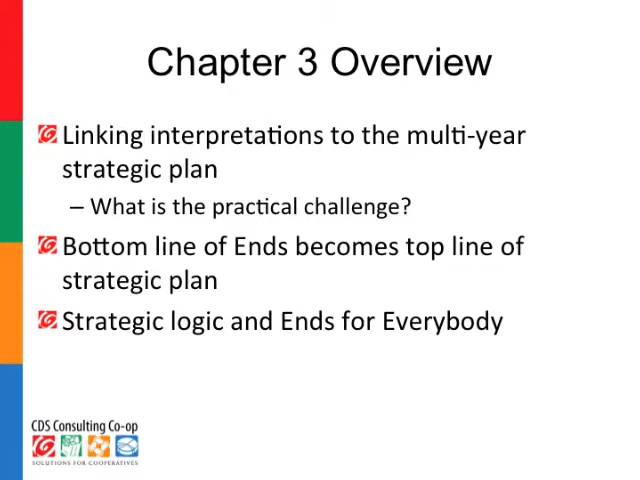 Chapter 3 Overview
Linking interpretations to the multi-year
strategic plan
– What is the practical challenge?
Bottom line of Ends becomes top line of
strategic plan
Strategic logic and Ends for Everybody
CDS Consulting Co-op
SOLUTIONS FOR COOPERATIVES